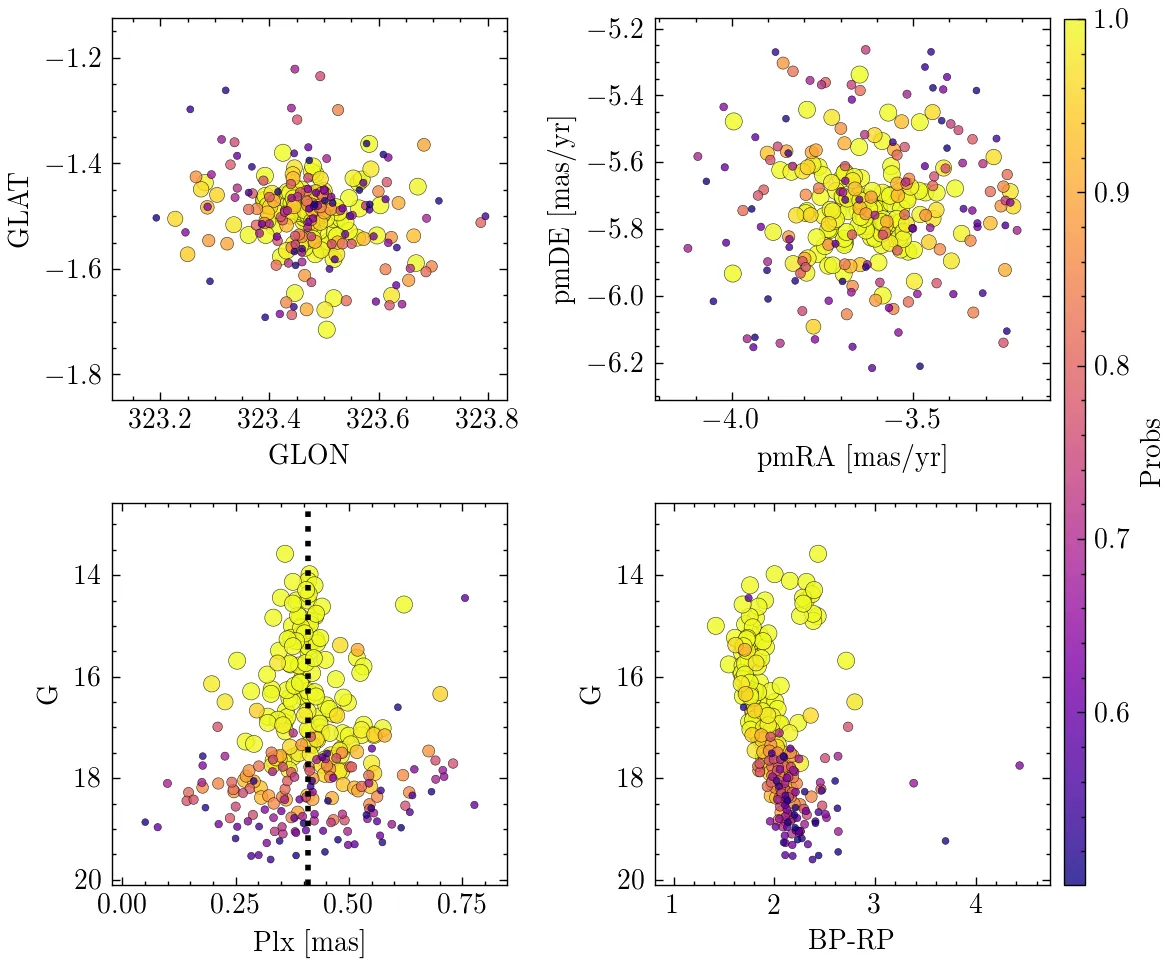 −1.2
−1.4
−1.6
−1.8
GLAT
323.2 323.4 323.6 323.8
GLON
−5.2
−5.4
−5.6
−5.8
−6.0
−6.2
pmDE [mas/yr]
−4.0 −3.5
pmRA [mas/yr]
1.0
0.9
0.8
0.7
0.6
Probs
14
16
18
20
G
0.00 0.25 0.50 0.75
Plx [mas]
14
16
18
20
G
1 2 3 4
BP-RP